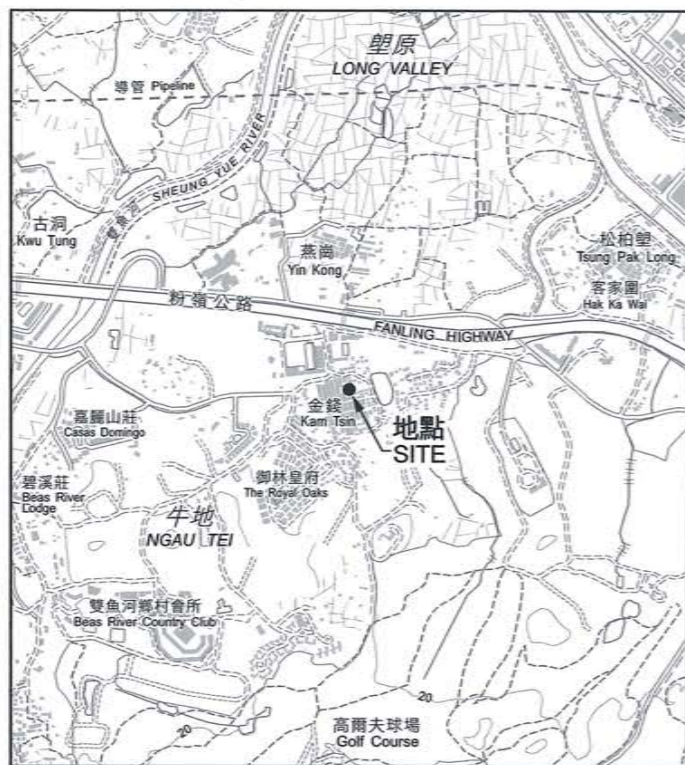 塱原
LONG VALLEY
導管 Pipeline
雙魚河 SHEUNG YUE RIVER
古洞
Kwu Tung
燕崗
Yin Kong
松柏塱
Tsung Pak Long
客家圍
Hak Ka Wai
粉嶺公路
FANLING HIGHWAY
嘉麗山莊
Casas Domingo
金錢
Kam Tsin
地點
SITE
碧溪莊
Beas River
Lodge
御林皇府
The Royal Oaks
牛地
NGAU TEI
雙魚河鄉村會所
Beas River Country Club
20
20
高爾夫球場
Golf Course